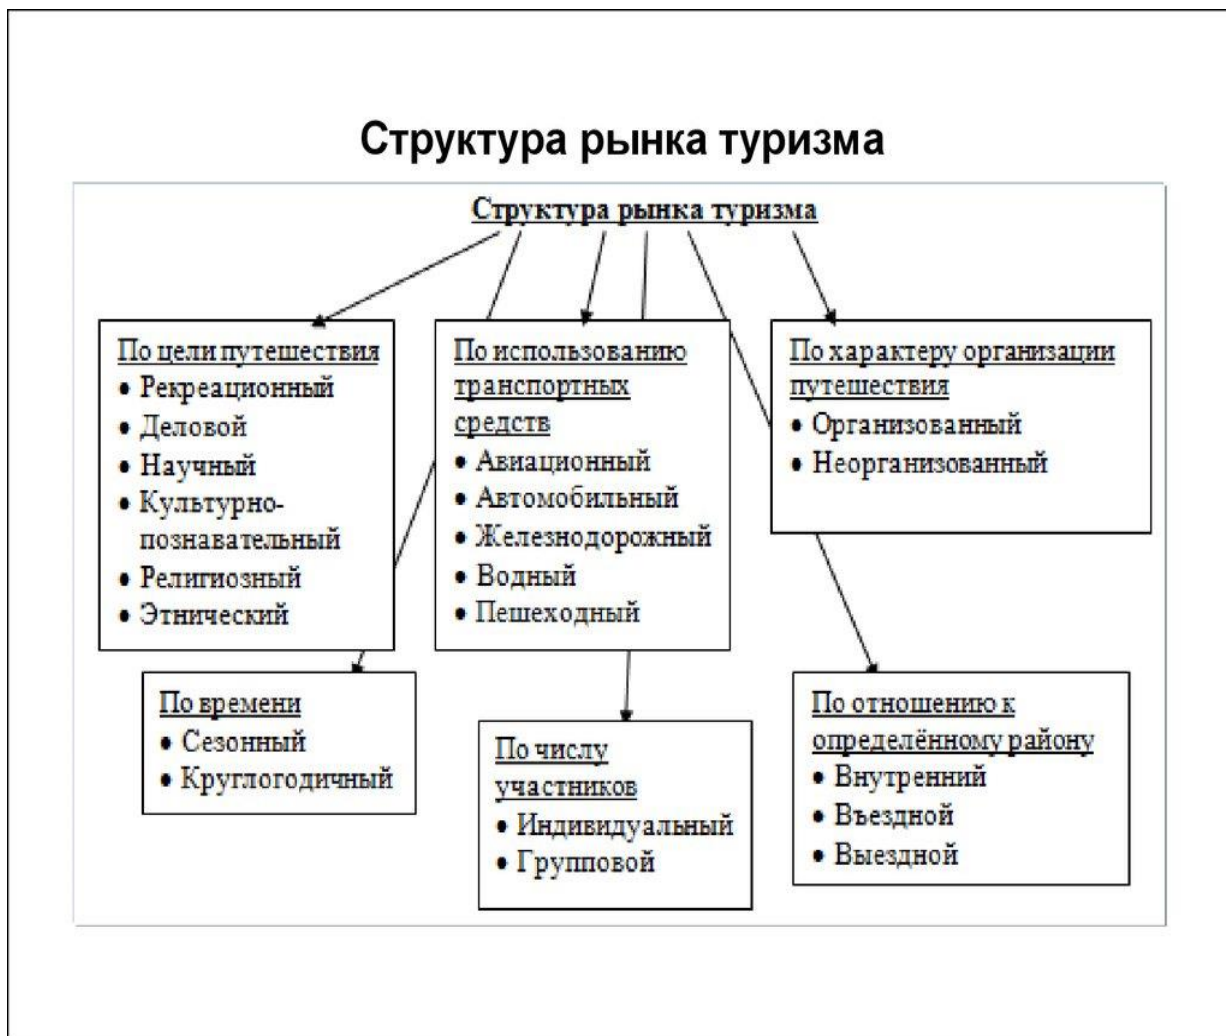 Структура рынка туризма
Структура рынка туризма
По цели путешествия
• Рекреационный
• Деловой
• Научный
• Культурно-
познавательный
• Религиозный
• Этнический
По использованию
транспортных
средств
• Авиационный
• Автомобильный
• Железнодорожный
• Водный
• Пешеходный
По характеру организации
путешествия
• Организованный
• Неорганизованный
По времени
• Сезонный
• Круглогодичный
По числу
участников
• Индивидуальный
• Групповой
По отношению к
определённому району
• Внутренний
• Въездной
• Выездной